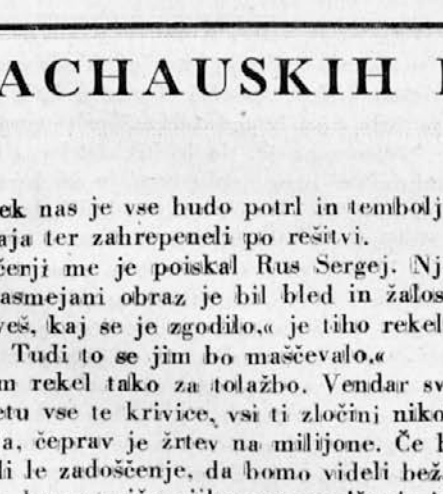 ACHAUSKIH
ek nas je vse hudo potrl in tembolj
aja ter zahrepeneli po rešitvi.
čerji me je poiskal Rus Sergej. Nj
asmejani obraz je bil bled in žalos
veš, kaj se je zgodilo,« je tiho rekel
Tudi to se jim bo maščevalo.«
m rekel tako za tolažbo. Vendar sv
etu vse te krivice, vsi ti zločini niko
a, čeprav je žrtev na milijone. Če b
li le zadoščenje, da bomo videli bež